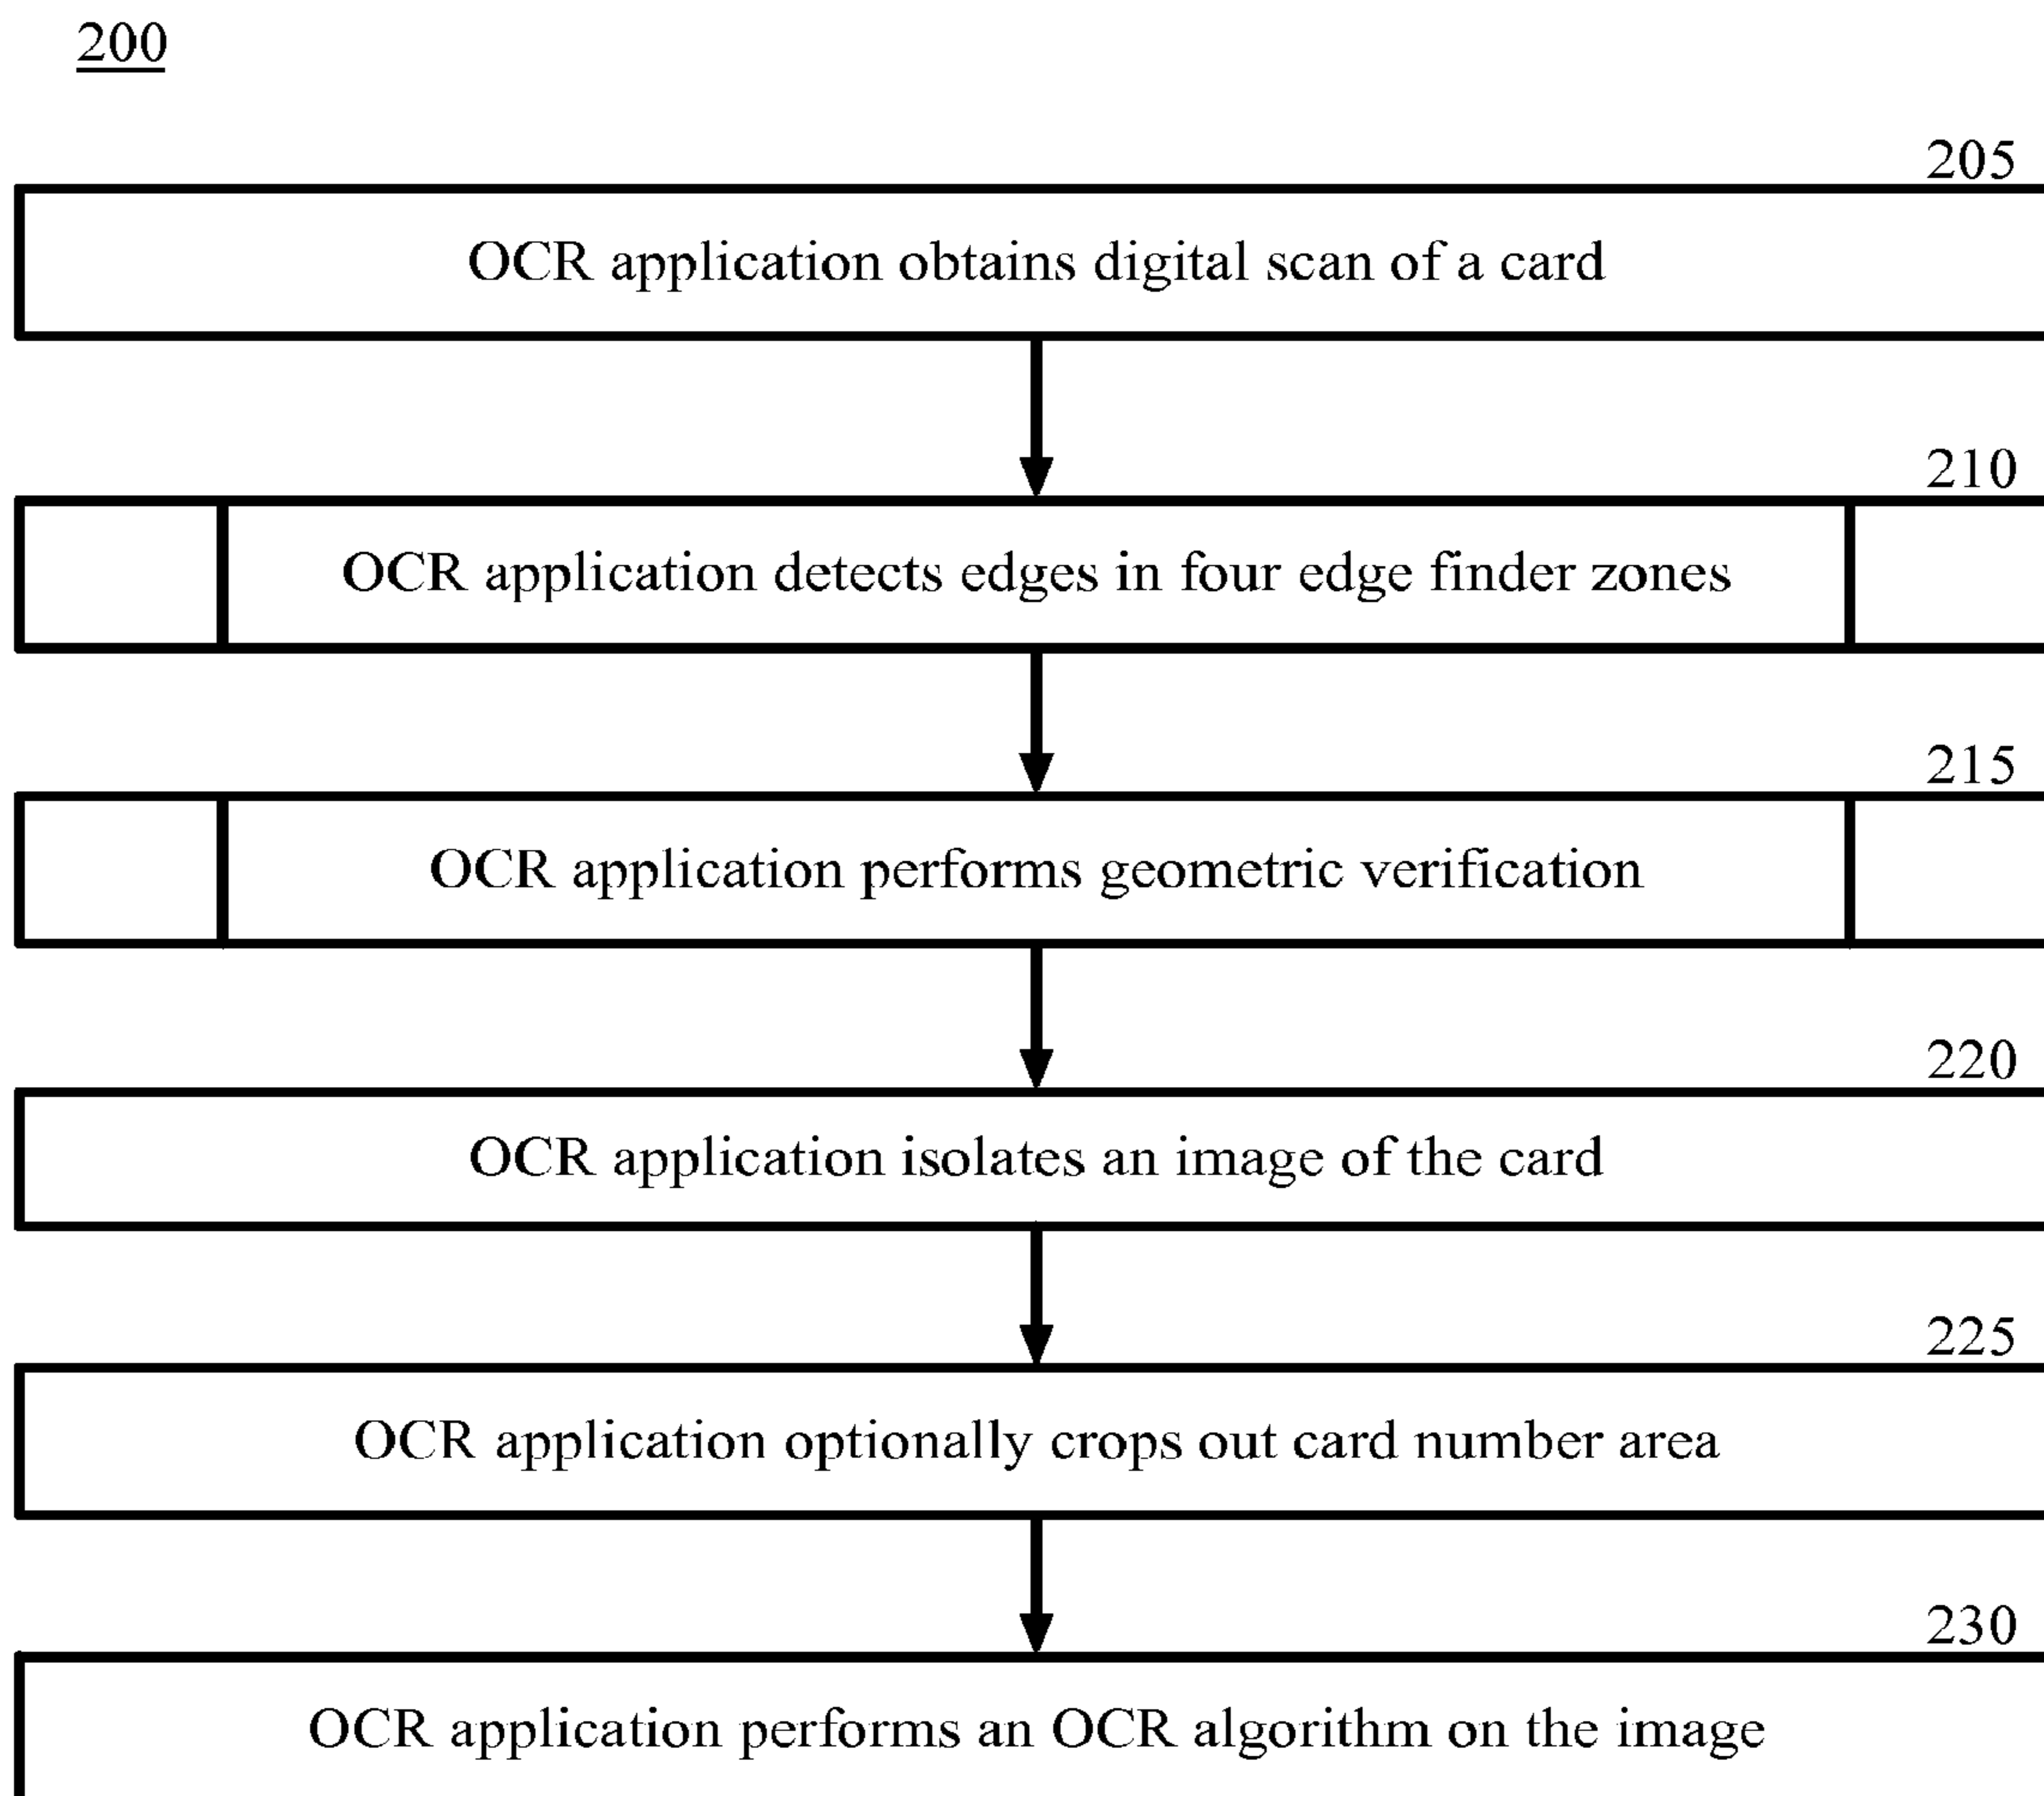 200
205
OCR application obtains digital scan of a card
210
OCR application detects edges in four edge finder zones
215
OCR application performs geometric verification
220
OCR application isolates an image of the card
225
OCR application optionally crops out card number area
230
OCR application performs an OCR algorithm on the image